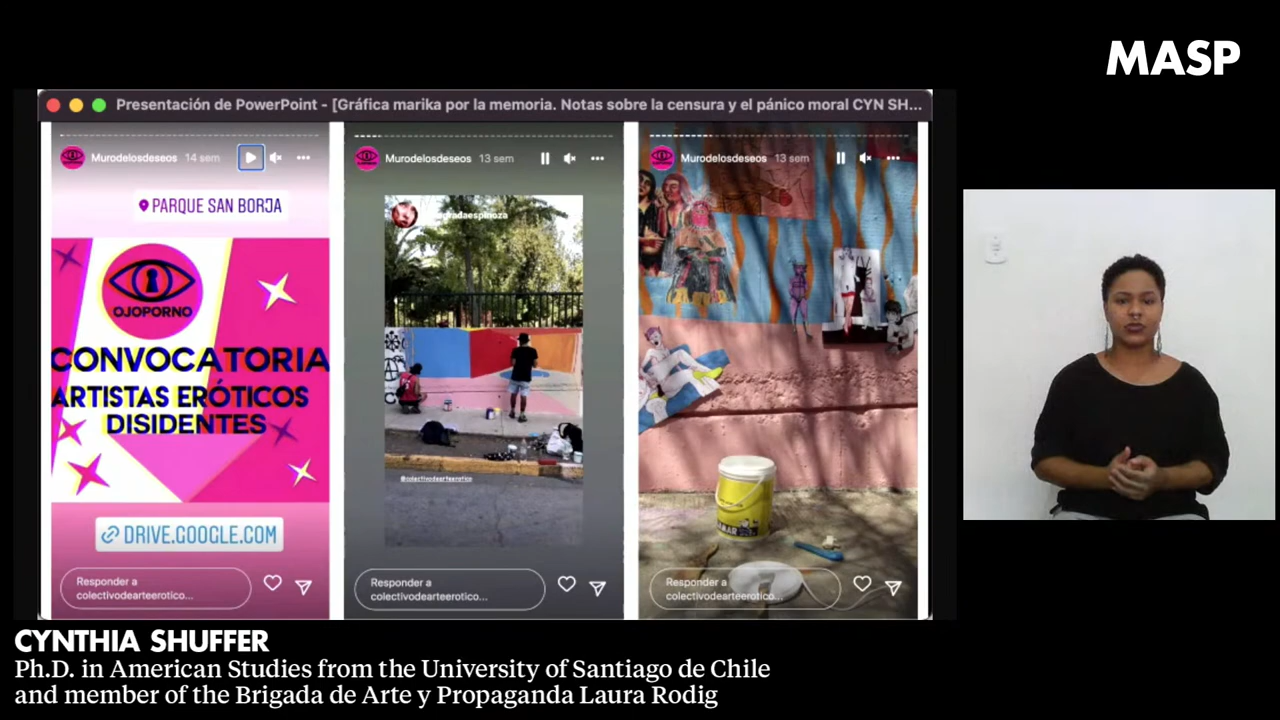 MASP
Presentación de PowerPoint - [Gráfica marika por la memoria. Notas sobre la censura y el pánico moral CYN SH...
Murodelosdeseos 14 sem
PARQUE SAN BORJA
OJOPORNO
CONVOCATORIA
ARTISTAS ERÓTICOS
DISIDENTES
DRIVE.GOOGLE.COM
Responder a
colectivodearteerotico...
Murodelosdeseos 13 sem
@colectivodearteerotico
Responder a
colectivodearteerotico...
Murodelosdeseos 13 sem
Responder a
colectivodearteerotico...
CYNTHIA SHUFFER
Ph.D. in American Studies from the University of Santiago de Chile
and member of the Brigada de Arte y Propaganda Laura Rodig